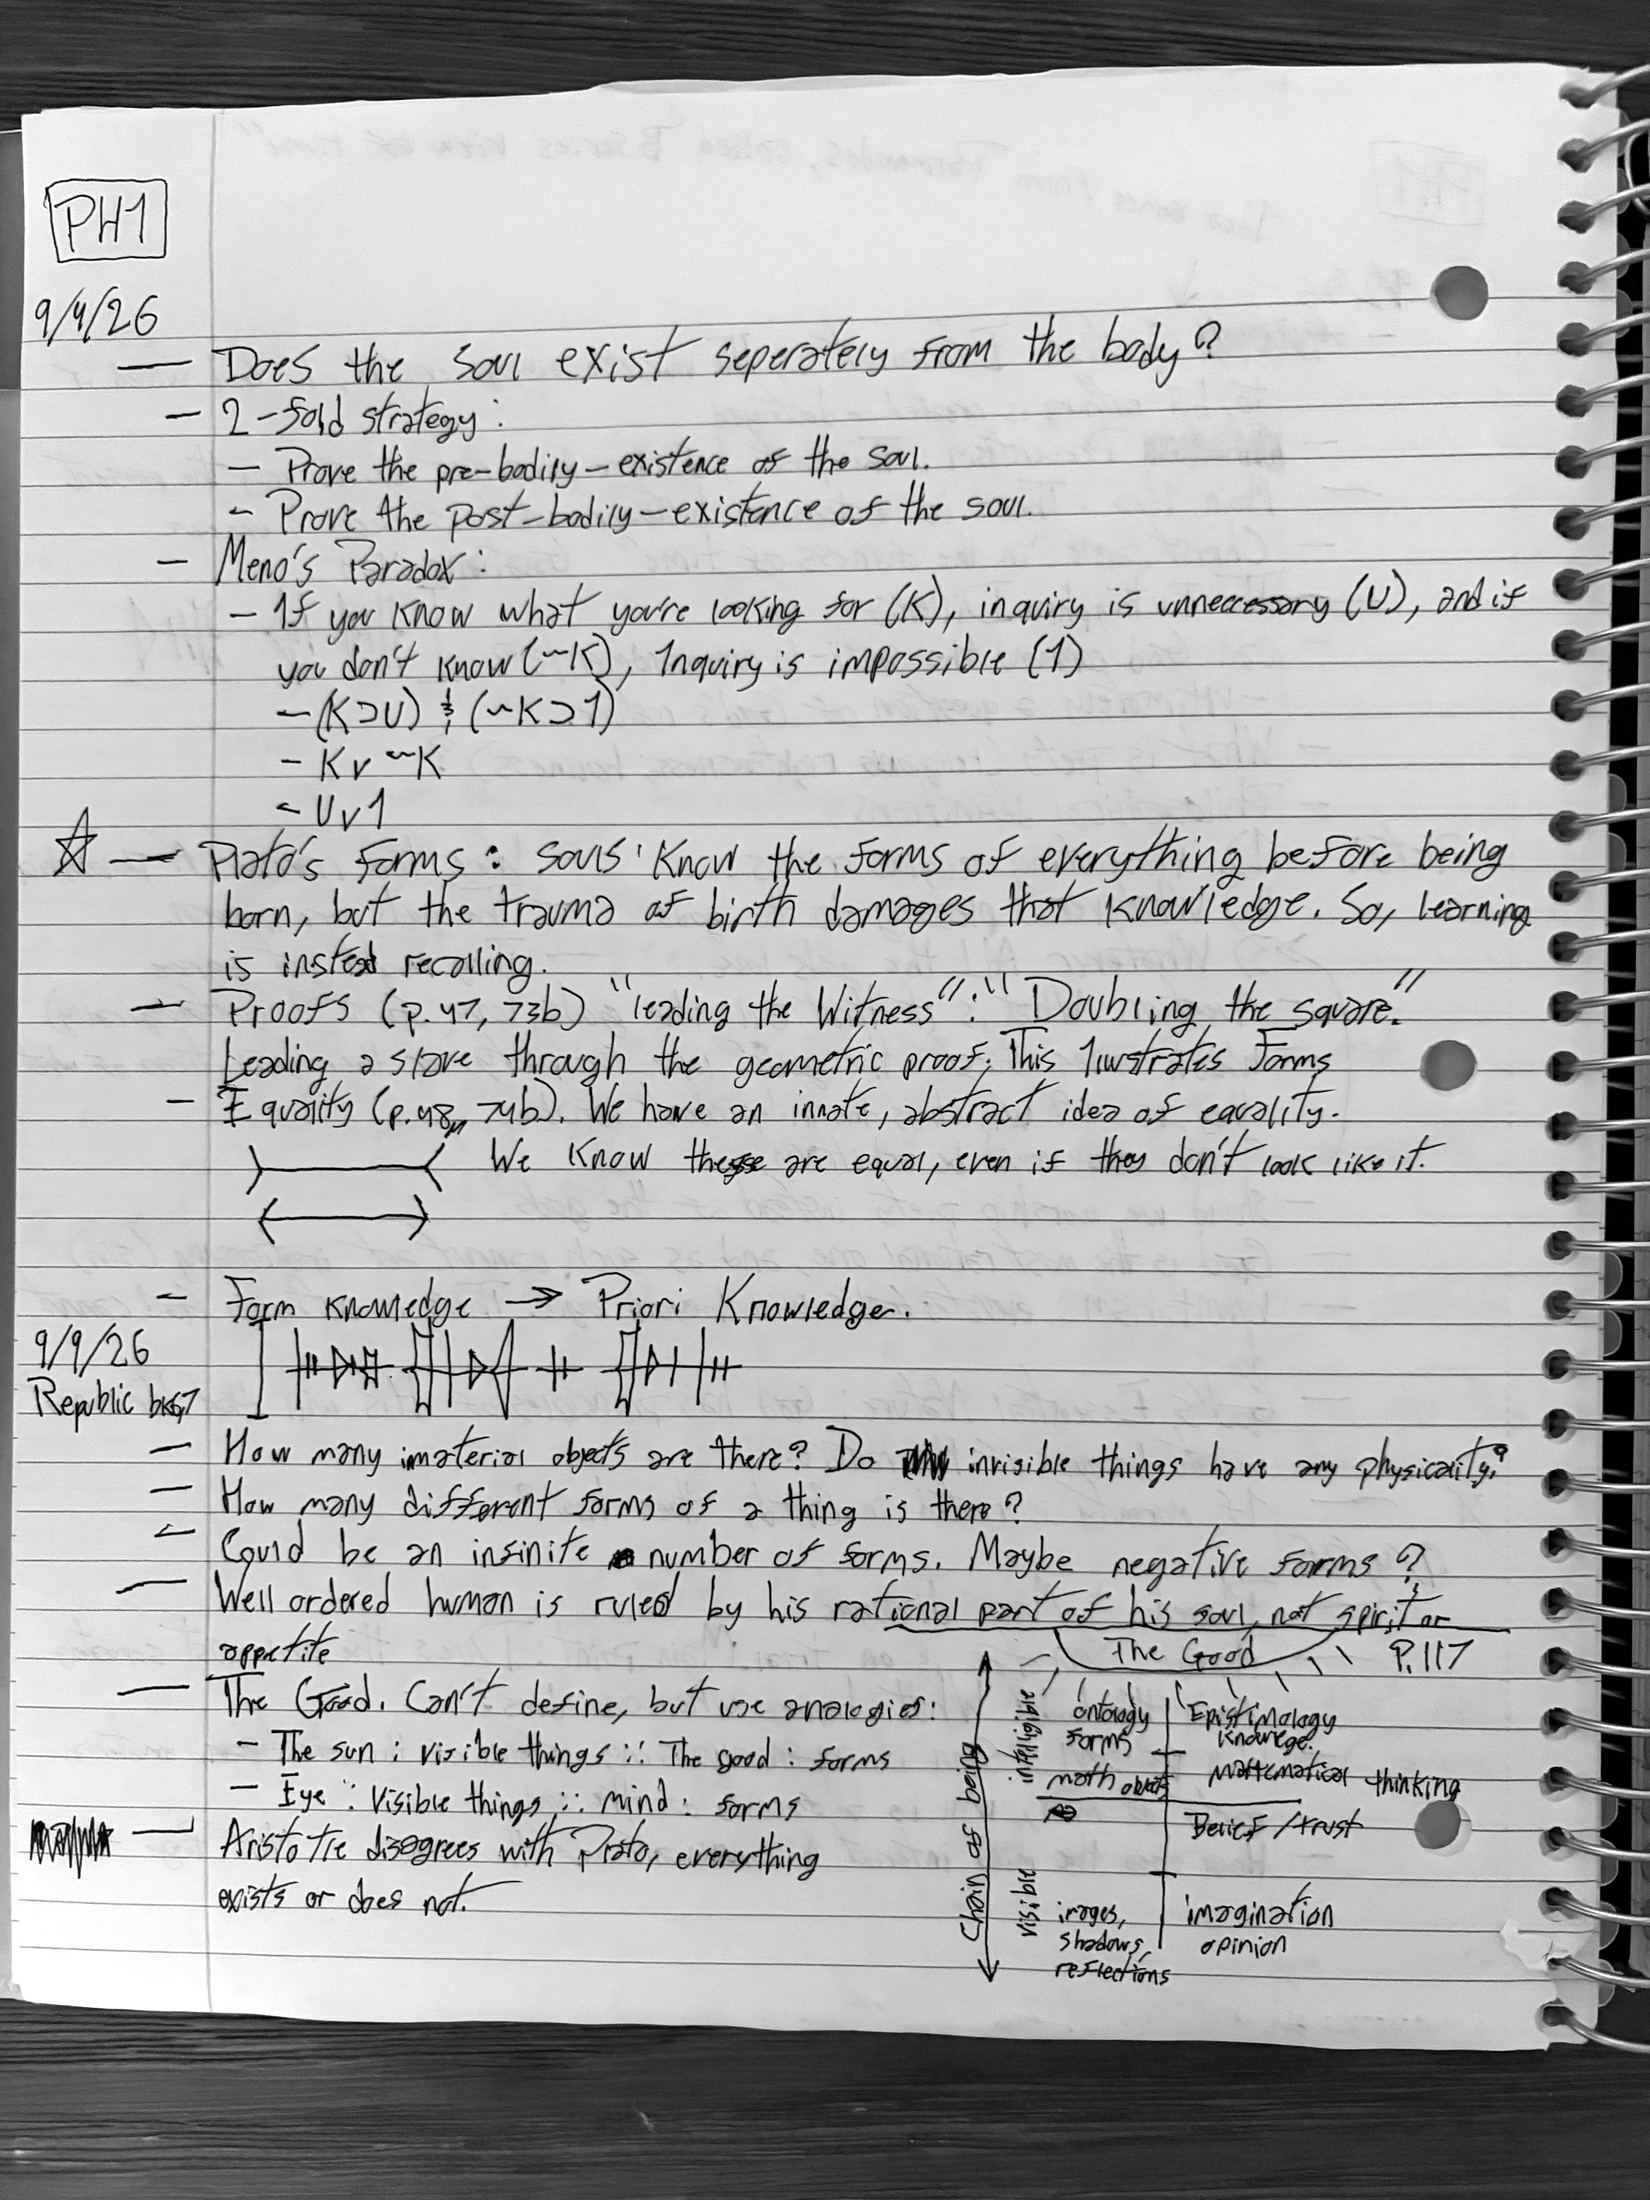 PH1
9/4/26
— Does the soul exist seperately from the body?
— 2-fold strategy:
— Prove the pre-bodily-existence of the soul.
- Prove the post-bodily-existence of the soul.
— Meno's Paradox:
— If you know what you're looking for (K), inquiry is unneccessary (U), and if
you don't know (~K), Inquiry is impossible (I)
— (K⊃U) & (~K⊃I)
- K v ~K
- U v I
☆ — Plato's Forms: souls know the forms of everything before being
born, but the trauma of birth damages that knowledge. So, learning
is instead recalling.
— Proofs (p.47, 73b) "leading the Witness": "Doubling the square."
Leading a slave through the geometric proof. This Illustrates Forms
— Equality (p.48, 74b). We have an innate, abstract idea of equality.
We know these are equal, even if they don't look like it.
— Form knowledge → Priori Knowledge.
9/9/26
Republic bk6,7
— How many imaterial objects are there? Do invisible things have any physicality?
— How many different forms of a thing is there?
— Could be an infinite number of forms. Maybe negative forms?
— Well ordered human is ruled by his rational part of his soul, not spirit or
appetite
The Good P.117
— The Good. Can't define, but use analogies:
— The sun : visible things :: The good : forms
— Eye : visible things :: mind : forms
— Aristotle disagrees with Plato, everything
exists or does not.
Chain of being
intelligible
visible
ontology
forms
Epistimology
knowlege.
math objects
mathematical thinking
Belief/trust
images,
shadows,
reflections
imagination
opinion